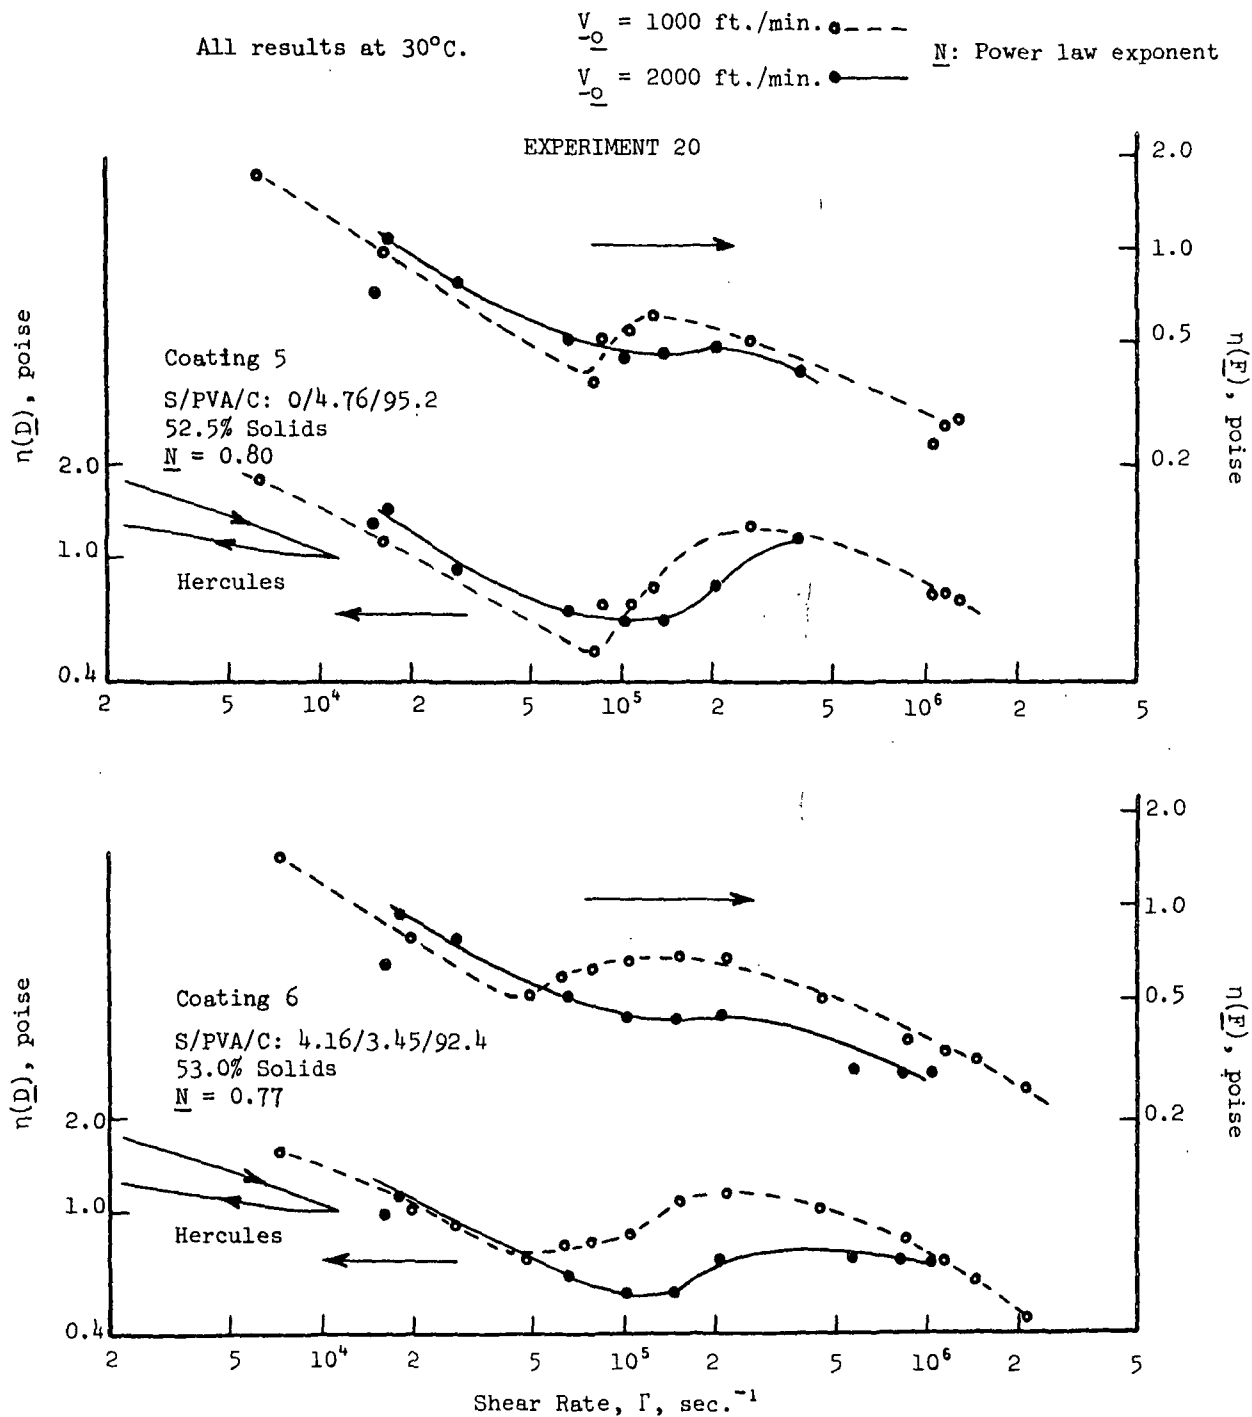 All results at 30°C.
V_o = 1000 ft./min.
V_o = 2000 ft./min.
N: Power law exponent
EXPERIMENT 20
η(D), poise
2.0
1.0
0.4
Coating 5
S/PVA/C: 0/4.76/95.2
52.5% Solids
N = 0.80
Hercules
2.0
1.0
0.5
0.2
η(F), poise
2 5 10⁴ 2 5 10⁵ 2 5 10⁶ 2 5
η(D), poise
2.0
1.0
0.4
Coating 6
S/PVA/C: 4.16/3.45/92.4
53.0% Solids
N = 0.77
Hercules
2.0
1.0
0.5
0.2
η(F), poise
2 5 10⁴ 2 5 10⁵ 2 5 10⁶ 2 5
Shear Rate, Γ, sec.⁻¹